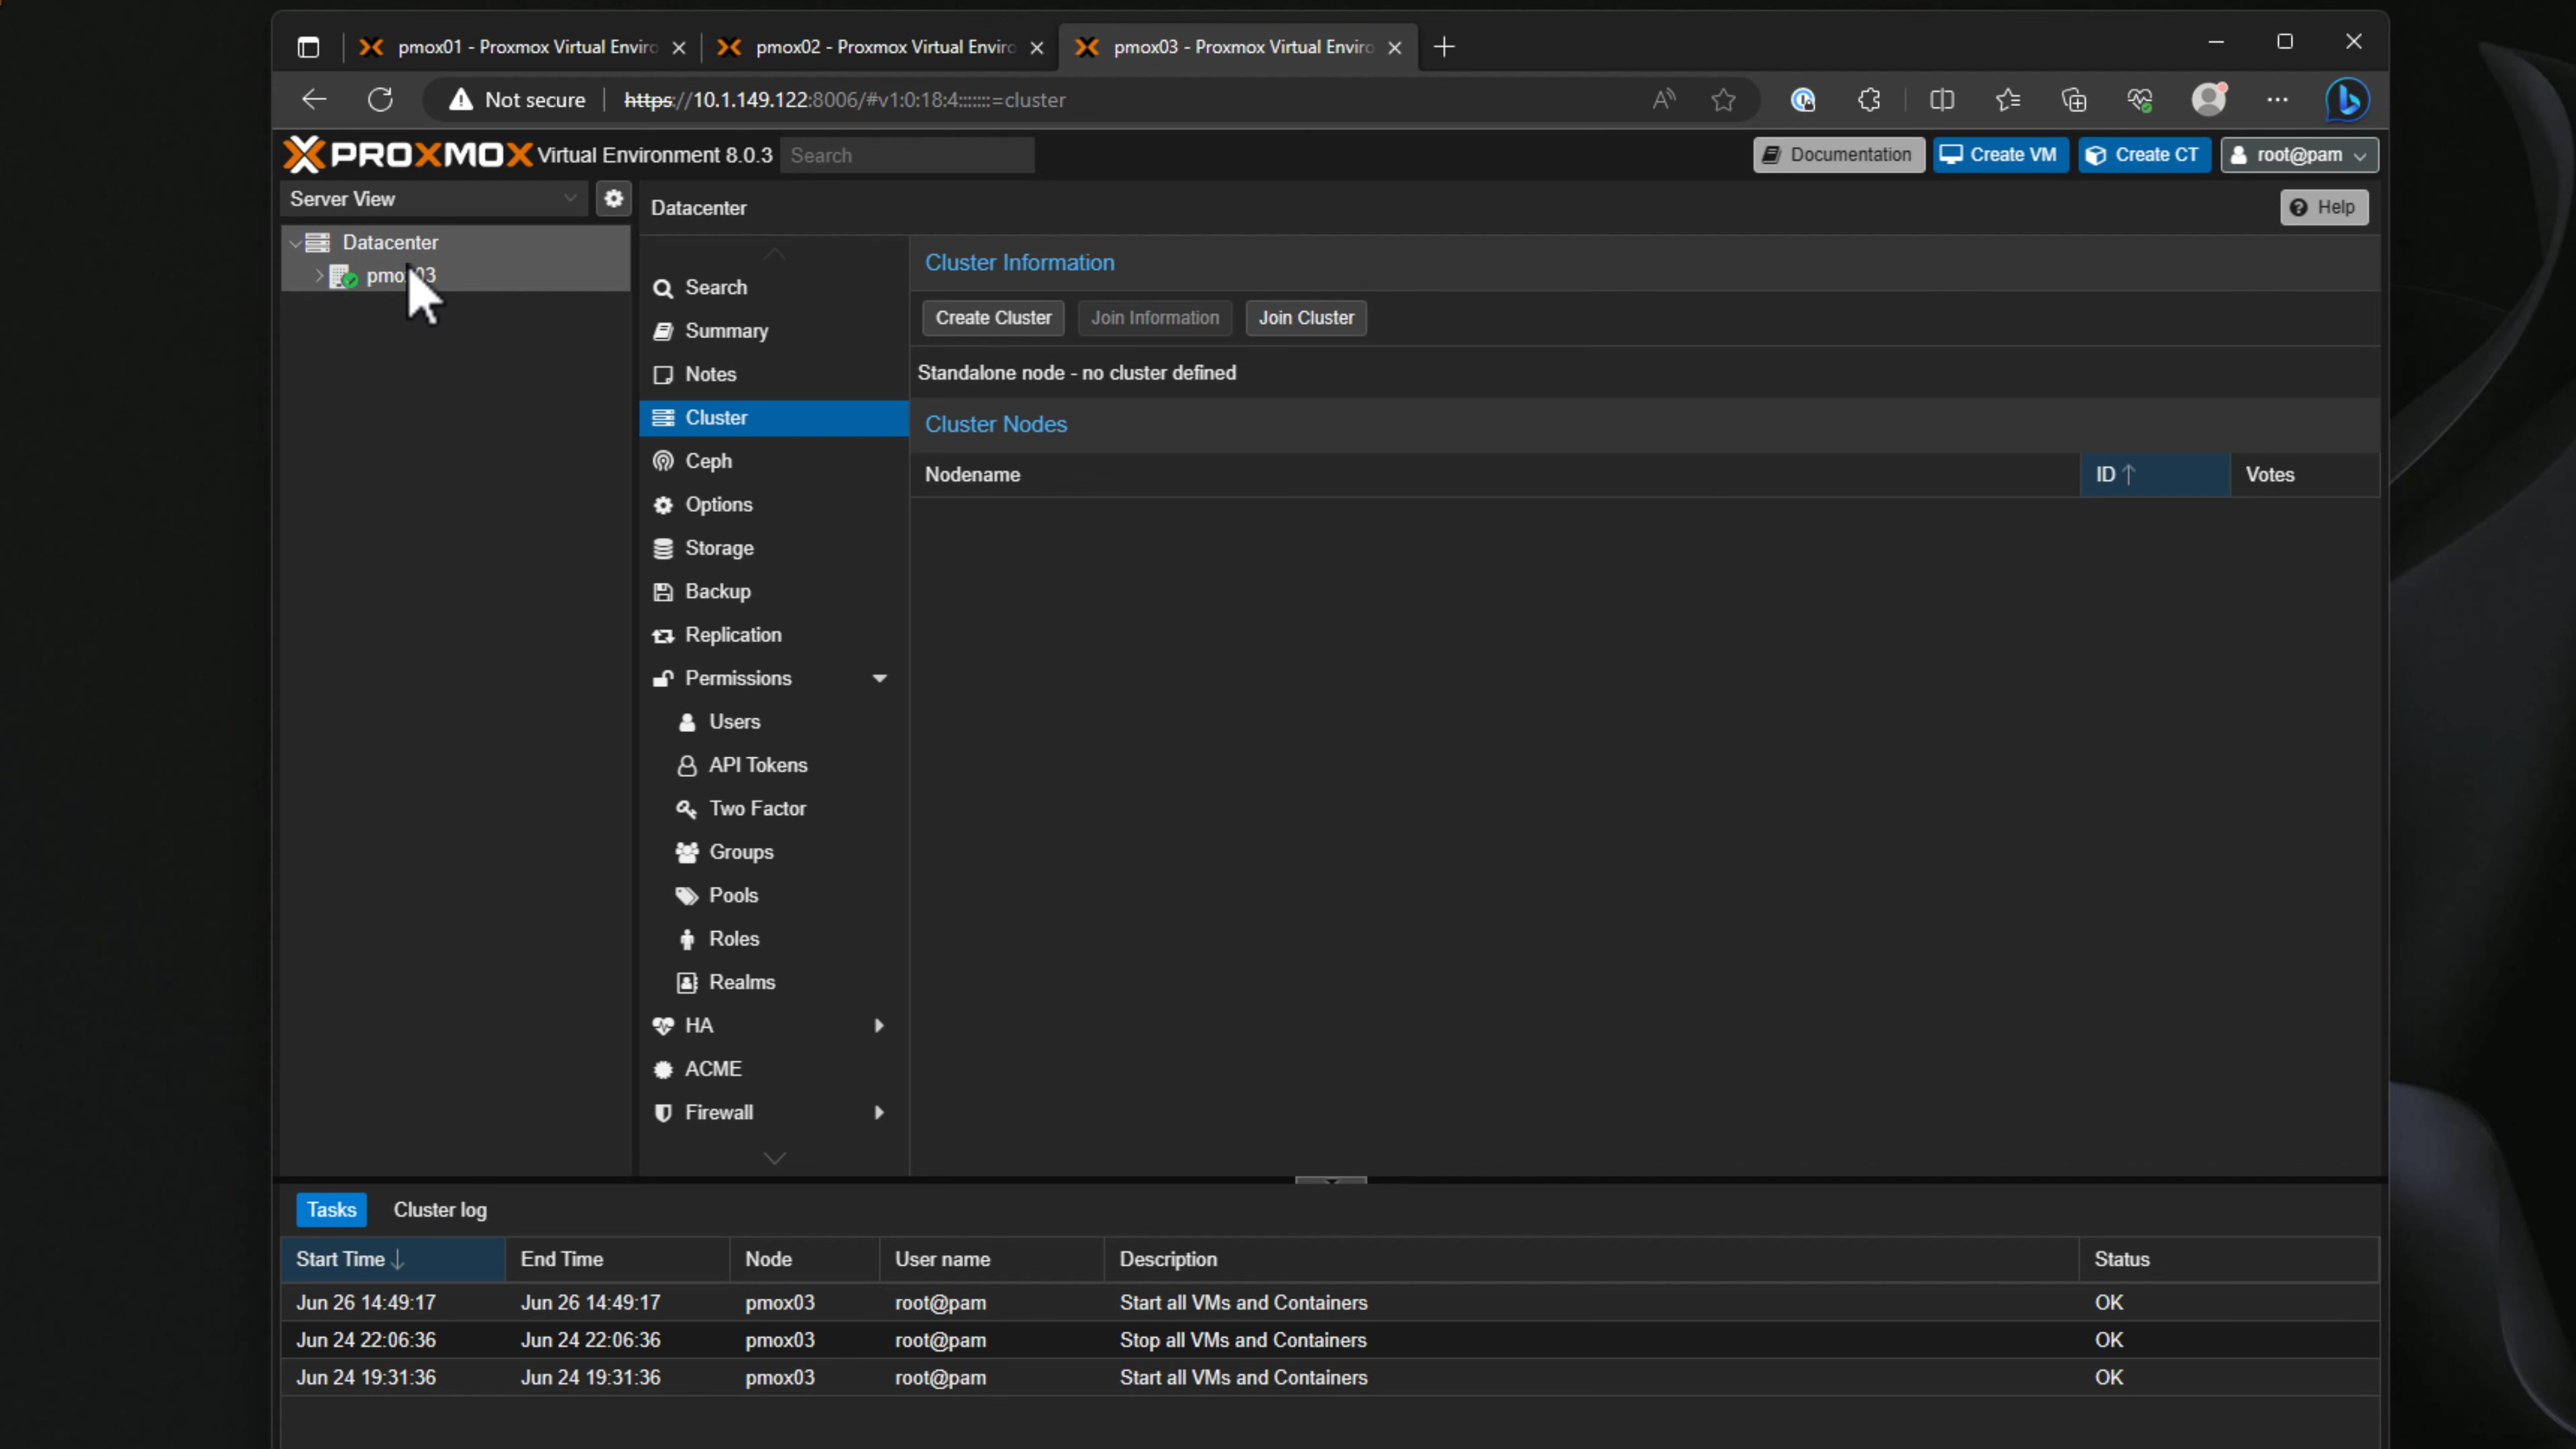 pmox01 - Proxmox Virtual Enviro
pmox02 - Proxmox Virtual Enviro
pmox03 - Proxmox Virtual Enviro
Not secure
https://10.1.149.122:8006/#v1:0:18:4:::::::=cluster
PROXMOX Virtual Environment 8.0.3
Search
Documentation
Create VM
Create CT
root@pam
Server View
Datacenter
Help
Datacenter
pmox03
Search
Summary
Notes
Cluster
Ceph
Options
Storage
Backup
Replication
Permissions
Users
API Tokens
Two Factor
Groups
Pools
Roles
Realms
HA
ACME
Firewall
Cluster Information
Create Cluster
Join Information
Join Cluster
Standalone node - no cluster defined
Cluster Nodes
Nodename
ID
Votes
Tasks
Cluster log
Start Time End Time Node User name Description Status
Jun 26 14:49:17 Jun 26 14:49:17 pmox03 root@pam Start all VMs and Containers OK
Jun 24 22:06:36 Jun 24 22:06:36 pmox03 root@pam Stop all VMs and Containers OK
Jun 24 19:31:36 Jun 24 19:31:36 pmox03 root@pam Start all VMs and Containers OK